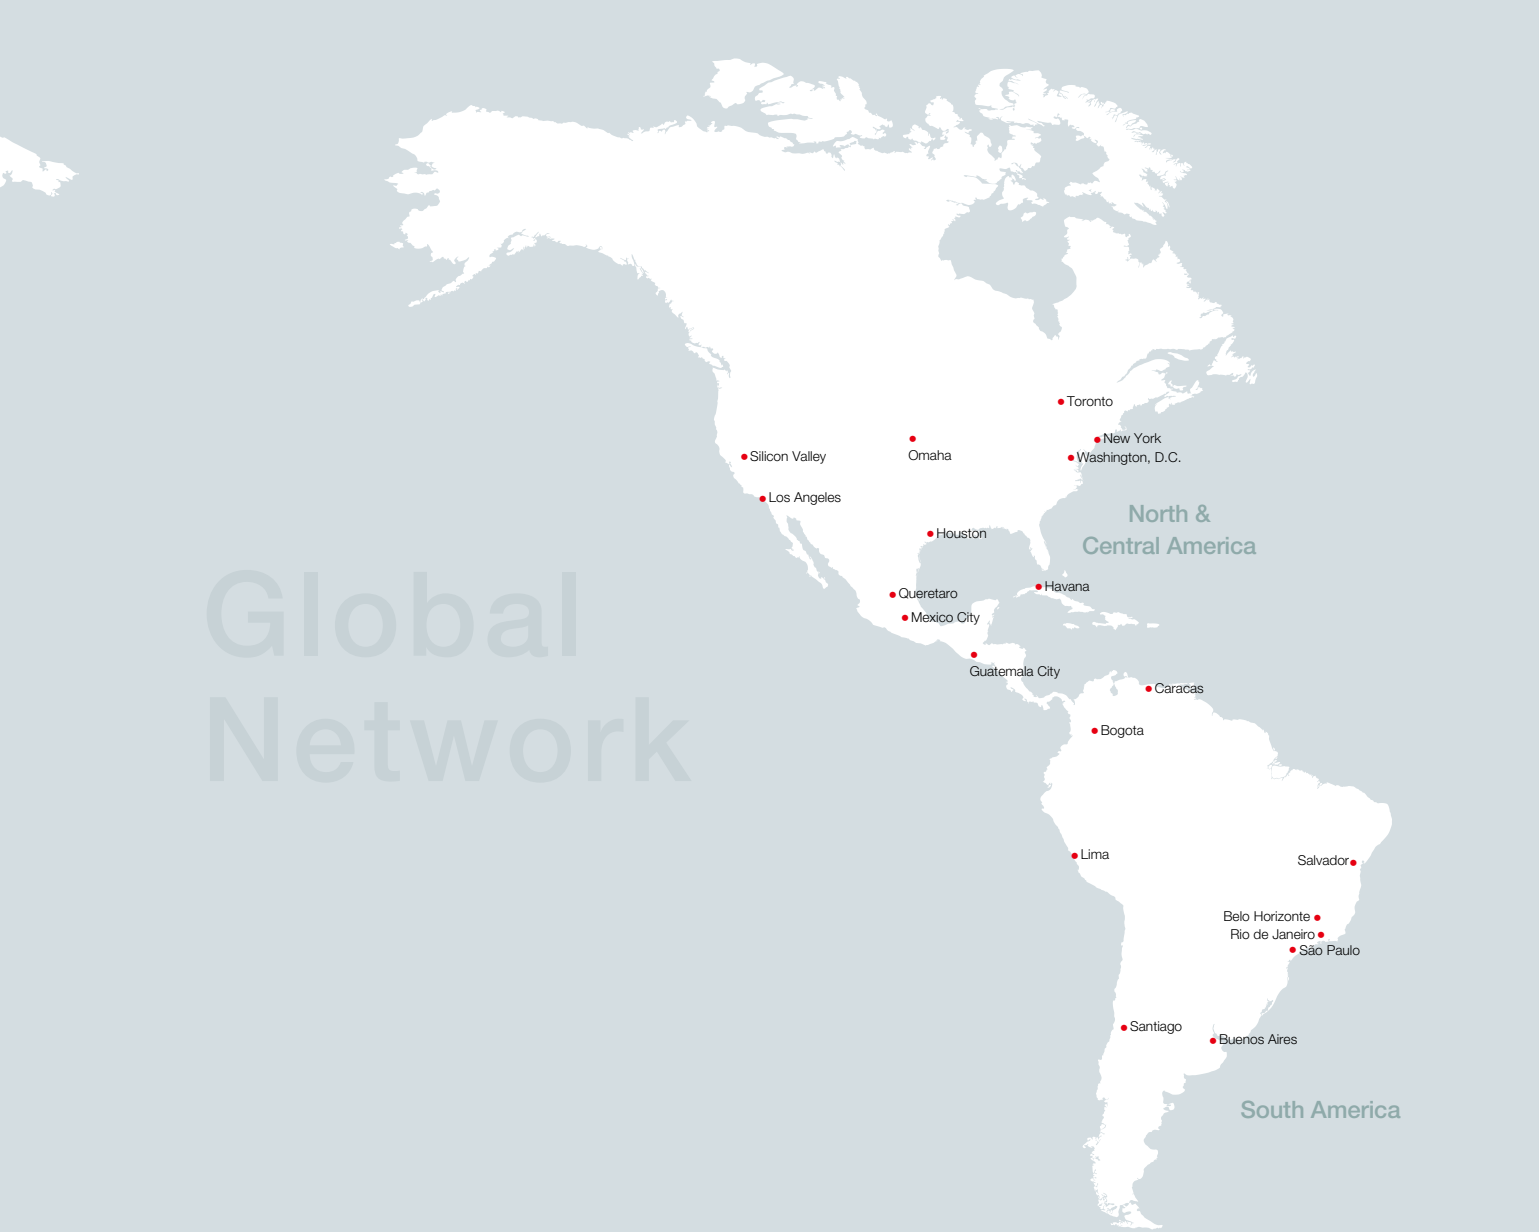 Global
Network
Toronto
New York
Washington, D.C.
Omaha
Silicon Valley
Los Angeles
North &
Central America
Houston
Havana
Queretaro
Mexico City
Guatemala City
Caracas
Bogota
Lima
Salvador
Belo Horizonte
Rio de Janeiro
São Paulo
Santiago
Buenos Aires
South America